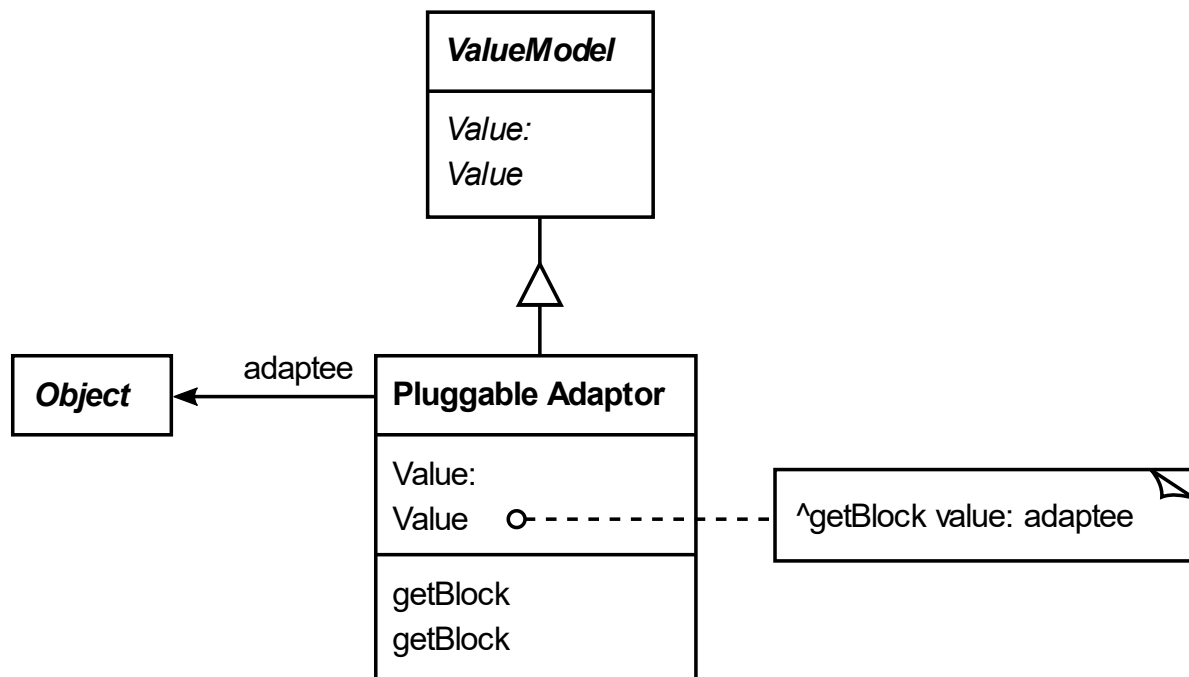 ValueModel
Value:
Value
adaptee
Object
Pluggable Adaptor
Value:
Value
^getBlock value: adaptee
getBlock
getBlock